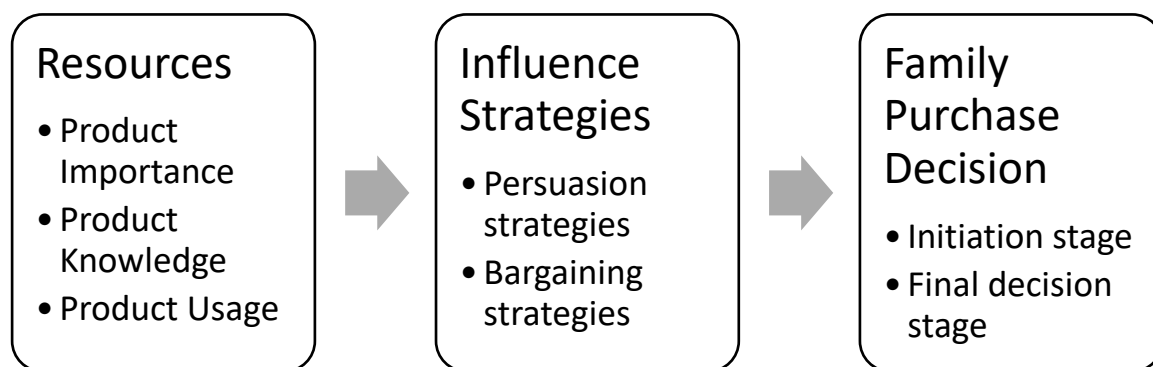 Resources
• Product
Importance
• Product
Knowledge
• Product Usage
Influence
Strategies
• Persuasion
strategies
• Bargaining
strategies
Family
Purchase
Decision
• Initiation stage
• Final decision
stage